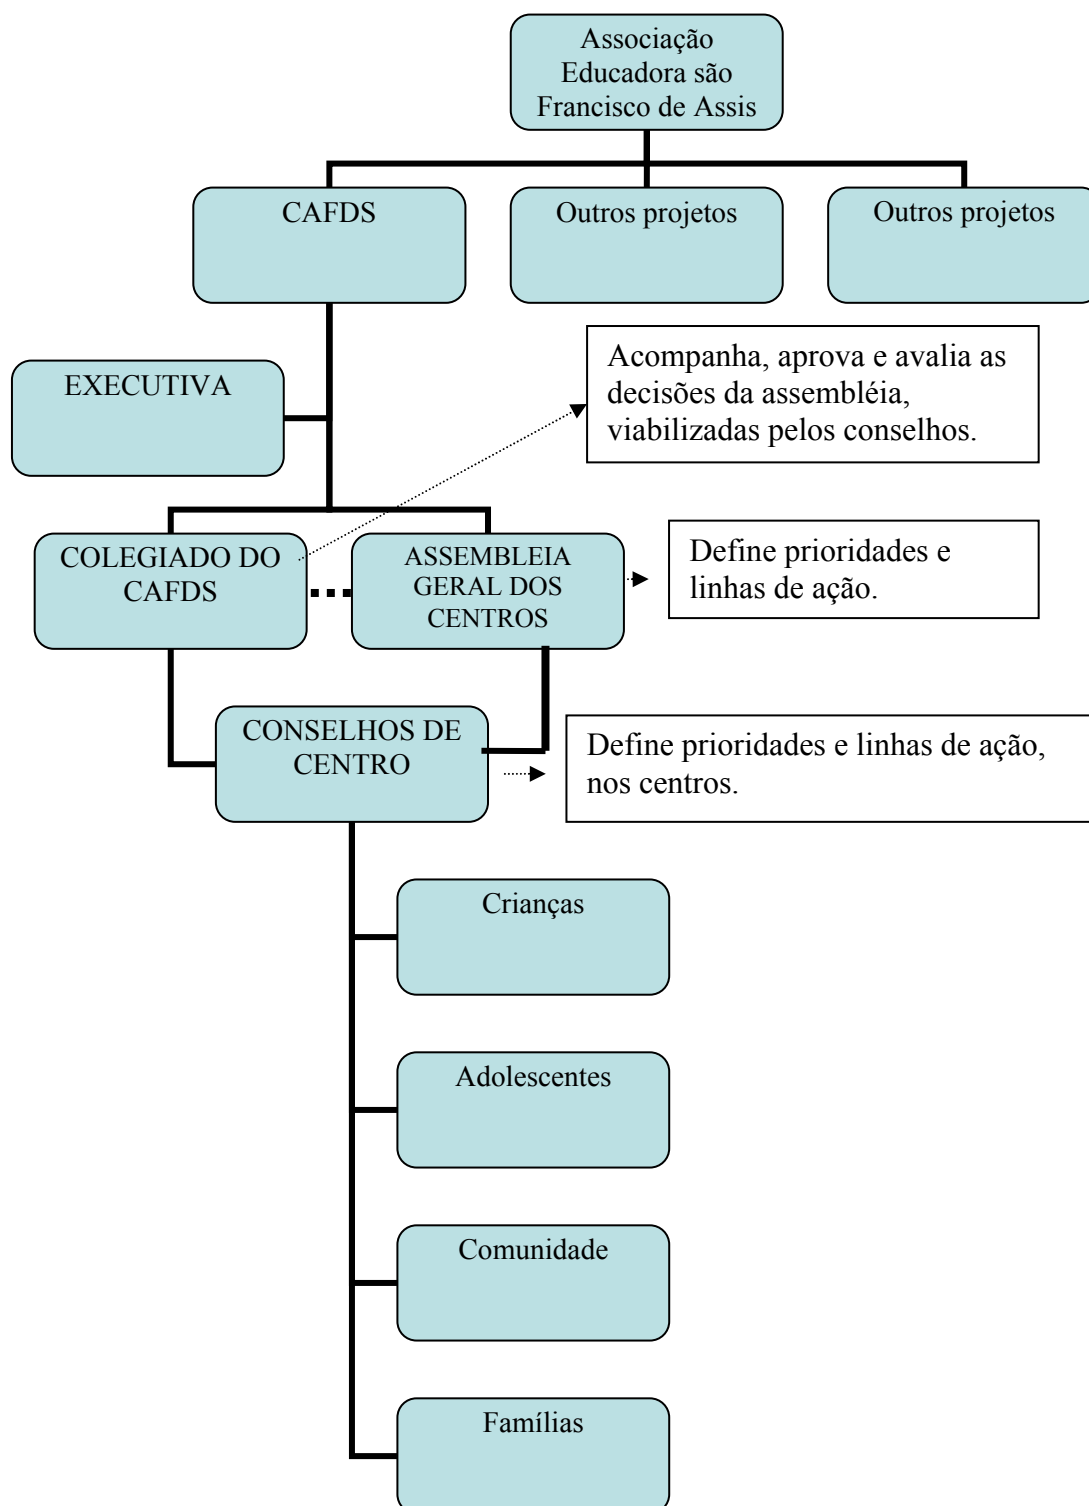 Associação
Educadora são
Francisco de Assis
CAFDS
Outros projetos
Outros projetos
Acompanha, aprova e avalia as
decisões da assembléia,
viabilizadas pelos conselhos.
EXECUTIVA
COLEGIADO DO
CAFDS
ASSEMBLEIA
GERAL DOS
CENTROS
Define prioridades e
linhas de ação.
CONSELHOS DE
CENTRO
Define prioridades e linhas de ação,
nos centros.
Crianças
Adolescentes
Comunidade
Famílias